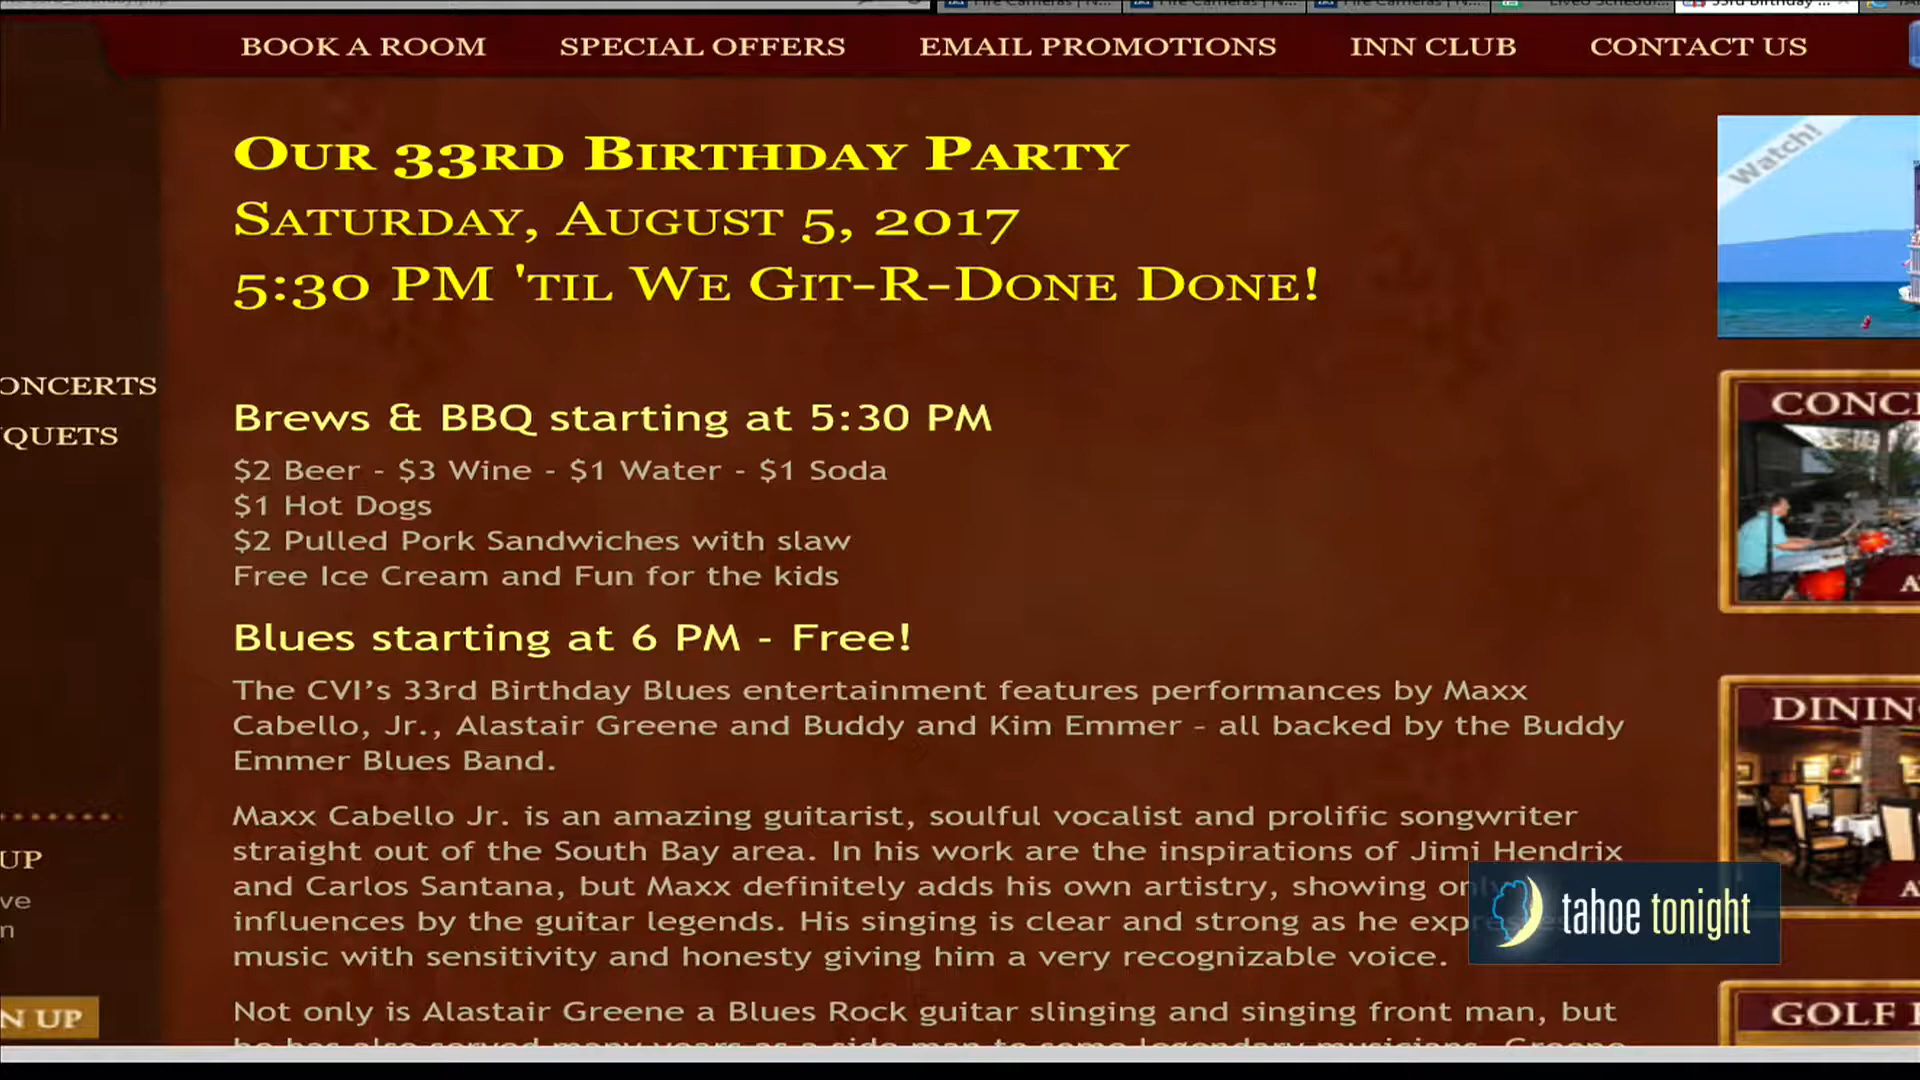 BOOK A ROOM SPECIAL OFFERS EMAIL PROMOTIONS INN CLUB CONTACT US
OUR 33RD BIRTHDAY PARTY
SATURDAY, AUGUST 5, 2017
5:30 PM 'TIL WE GIT-R-DONE DONE!
Watch!
ONCERTS
QUETS
Brews & BBQ starting at 5:30 PM
$2 Beer - $3 Wine - $1 Water - $1 Soda
$1 Hot Dogs
$2 Pulled Pork Sandwiches with slaw
Free Ice Cream and Fun for the kids
Blues starting at 6 PM - Free!
The CVI's 33rd Birthday Blues entertainment features performances by Maxx
Cabello, Jr., Alastair Greene and Buddy and Kim Emmer - all backed by the Buddy
Emmer Blues Band.
Maxx Cabello Jr. is an amazing guitarist, soulful vocalist and prolific songwriter
straight out of the South Bay area. In his work are the inspirations of Jimi Hendrix
and Carlos Santana, but Maxx definitely adds his own artistry, showing
influences by the guitar legends. His singing is clear and strong as he
music with sensitivity and honesty giving him a very recognizable voice.
Not only is Alastair Greene a Blues Rock guitar slinging and singing front man, but
CONC
DININ
GOLF
UP
ve
n
N UP
tahoe tonight